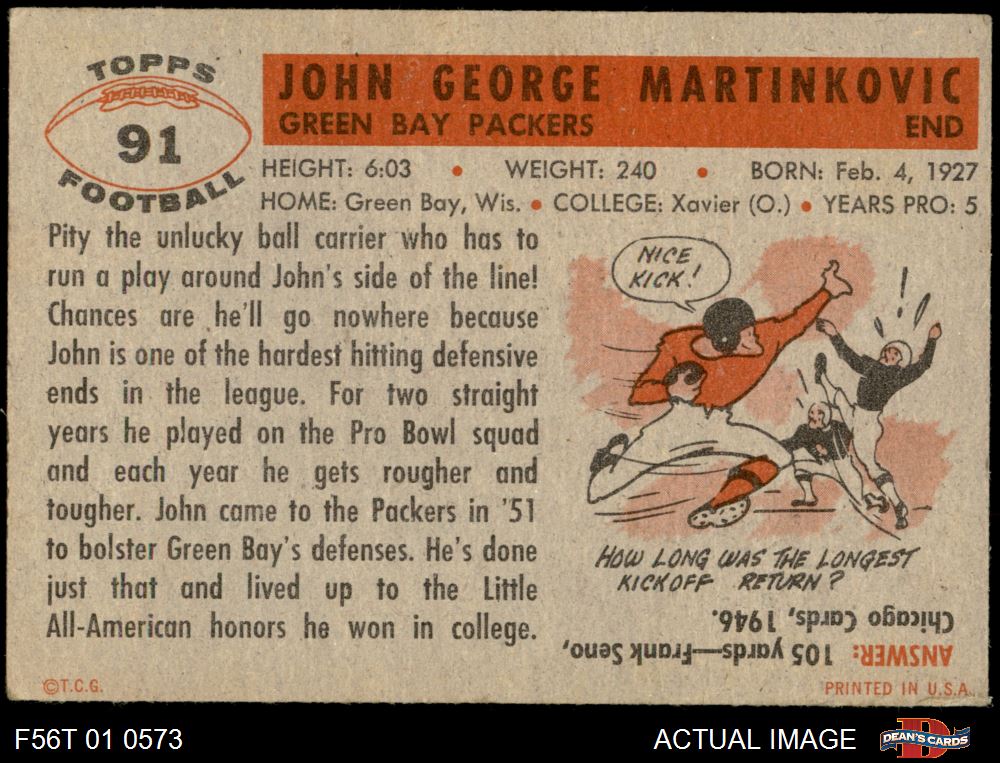 TOPPS
91
FOOTBALL
JOHN GEORGE MARTINKOVIC
GREEN BAY PACKERS END
HEIGHT: 6:03 • WEIGHT: 240 • BORN: Feb. 4, 1927
HOME: Green Bay, Wis. • COLLEGE: Xavier (O.) • YEARS PRO: 5
Pity the unlucky ball carrier who has to
run a play around John's side of the line!
Chances are he'll go nowhere because
John is one of the hardest hitting defensive
ends in the league. For two straight
years he played on the Pro Bowl squad
and each year he gets rougher and
tougher. John came to the Packers in '51
to bolster Green Bay's defenses. He's done
just that and lived up to the Little
All-American honors he won in college.
NICE
KICK!
HOW LONG WAS THE LONGEST
KICKOFF RETURN?
ANSWER: 105 yards—Frank Seno,
Chicago Cards, 1946.
©T.C.G.
PRINTED IN U.S.A.
F56T 01 0573
ACTUAL IMAGE
D
DEAN'S CARDS